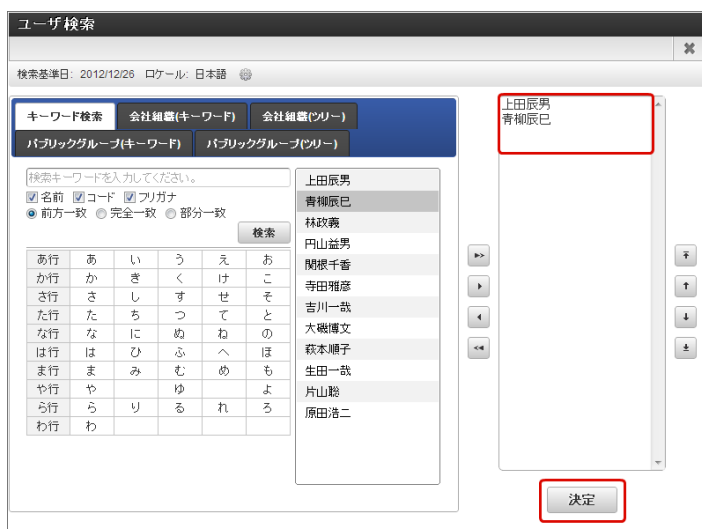 ユーザ検索
検索基準日: 2012/12/26 ロケール: 日本語
キーワード検索 会社組織(キーワード) 会社組織(ツリー)
パブリックグループ(キーワード) パブリックグループ(ツリー)
検索キーワードを入力してください。
名前 コード フリガナ
前方一致 完全一致 部分一致
検索
あ行 あ い う え お
か行 か き く け こ
さ行 さ し す せ そ
た行 た ち つ て と
な行 な に ぬ ね の
は行 は ひ ふ へ ほ
ま行 ま み む め も
や行 や ゆ よ
ら行 ら り る れ ろ
わ行 わ
上田辰男
青柳辰巳
林政義
円山益男
関根千香
寺田雅彦
吉川一哉
大磯博文
萩本順子
生田一哉
片山聡
原田浩二
上田辰男
青柳辰巳
決定